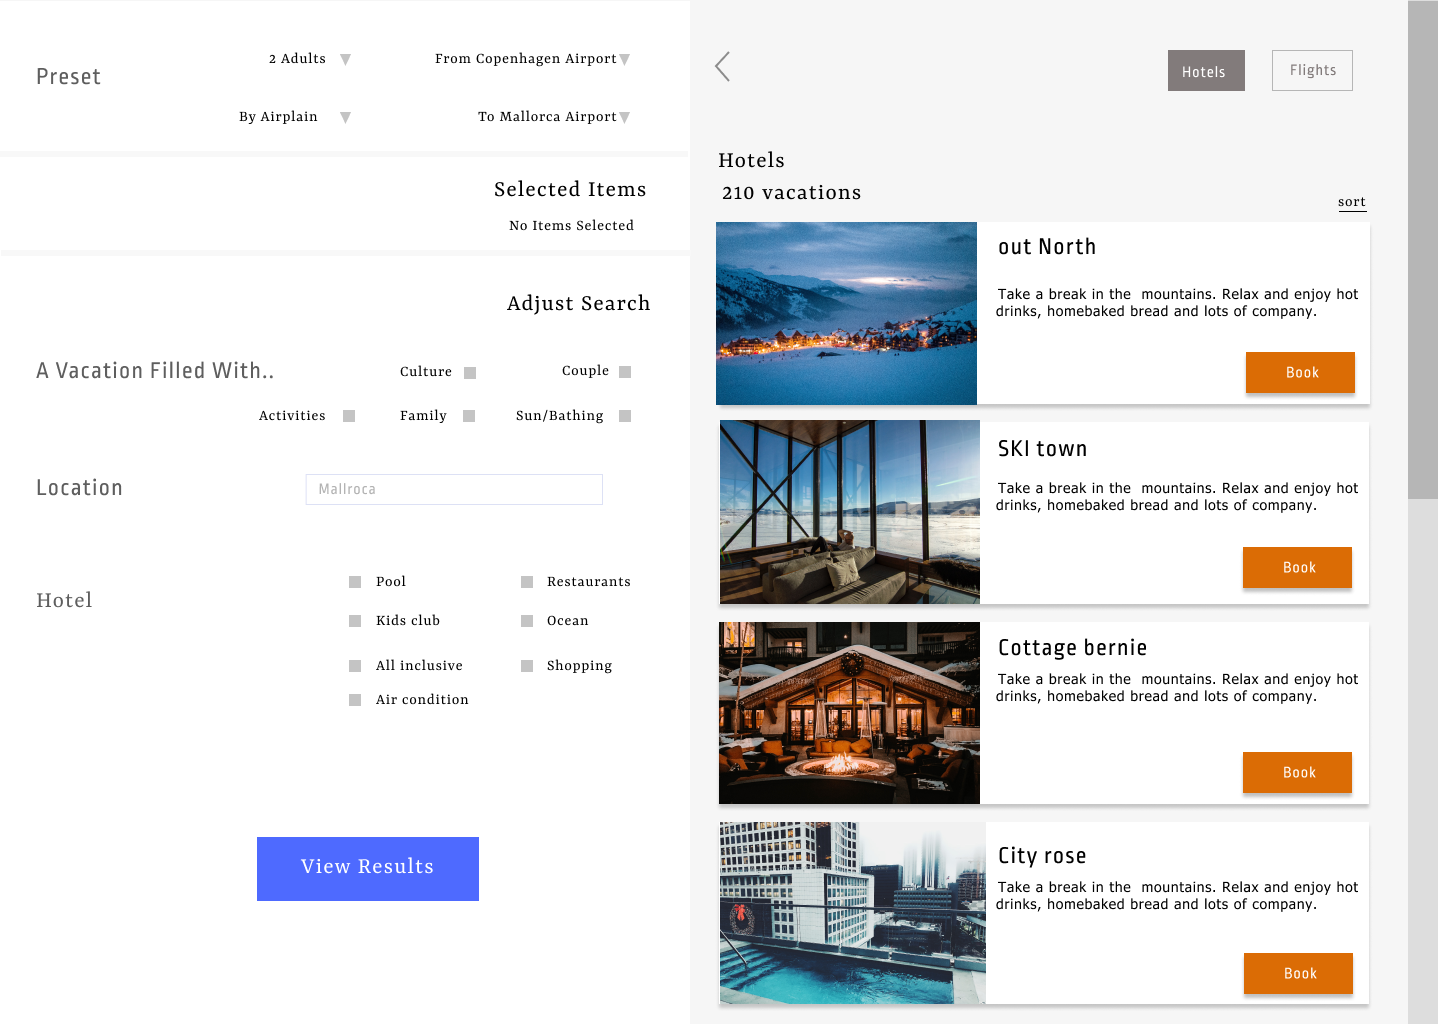 Preset
2 Adults
From Copenhagen Airport
By Airplain
To Mallorca Airport
Selected Items
No Items Selected
Adjust Search
A Vacation Filled With..
Culture
Couple
Activities
Family
Sun/Bathing
Location
Mallroca
Hotel
Pool
Restaurants
Kids club
Ocean
All inclusive
Shopping
Air condition
View Results
Hotels
Flights
Hotels
210 vacations
sort
out North
Take a break in the  mountains. Relax and enjoy hot
drinks, homebaked bread and lots of company.
Book
SKI town
Take a break in the  mountains. Relax and enjoy hot
drinks, homebaked bread and lots of company.
Book
Cottage bernie
Take a break in the  mountains. Relax and enjoy hot
drinks, homebaked bread and lots of company.
Book
City rose
Take a break in the  mountains. Relax and enjoy hot
drinks, homebaked bread and lots of company.
Book